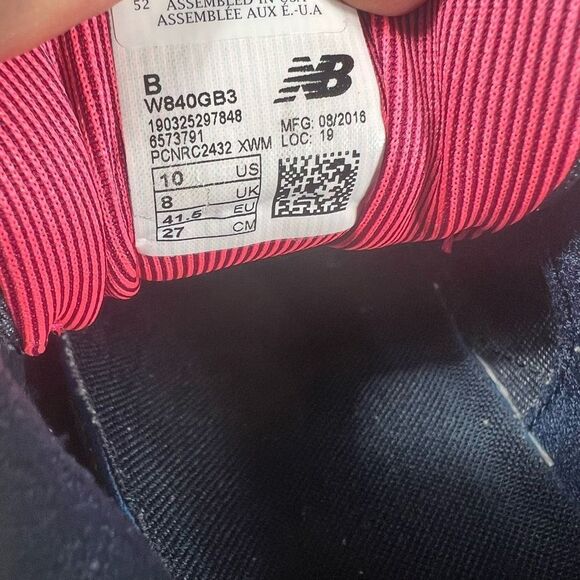 52 ASSEMBLED IN USA
ASSEMBLÉE AUX É.-U.A
B
W840GB3
NB
190325297848
6573791
PCNRC2432 XWM
MFG: 08/2016
LOC: 19
10 US
8 UK
41.5 EU
27 CM